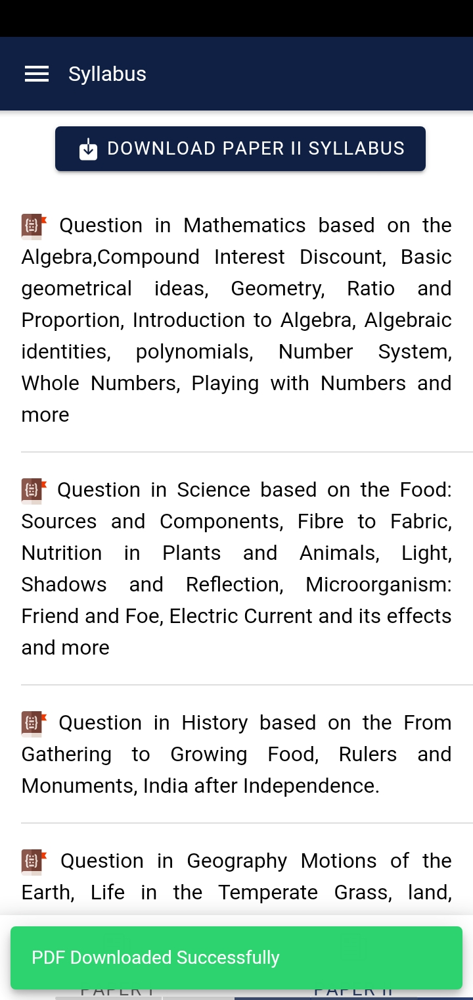 Syllabus
DOWNLOAD PAPER II SYLLABUS
Question in Mathematics based on the
Algebra,Compound Interest Discount, Basic
geometrical ideas, Geometry, Ratio and
Proportion, Introduction to Algebra, Algebraic
identities, polynomials, Number System,
Whole Numbers, Playing with Numbers and
more
Question in Science based on the Food:
Sources and Components, Fibre to Fabric,
Nutrition in Plants and Animals, Light,
Shadows and Reflection, Microorganism:
Friend and Foe, Electric Current and its effects
and more
Question in History based on the From
Gathering to Growing Food, Rulers and
Monuments, India after Independence.
Question in Geography Motions of the
Earth, Life in the Temperate Grass, land,
PDF Downloaded Successfully
PAPER I PAPER II